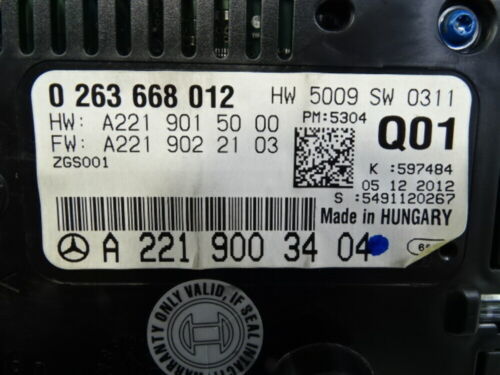 0 263 668 012 HW 5009 SW 0311
HW: A221 901 50 00 PM:5304 Q01
FW: A221 902 21 03
ZGS001
K :597484
05 12 2012
S :5491120267
Made in HUNGARY
A 221 900 34 04
WARRANTY ONLY VALID, IF SEAL INTACT